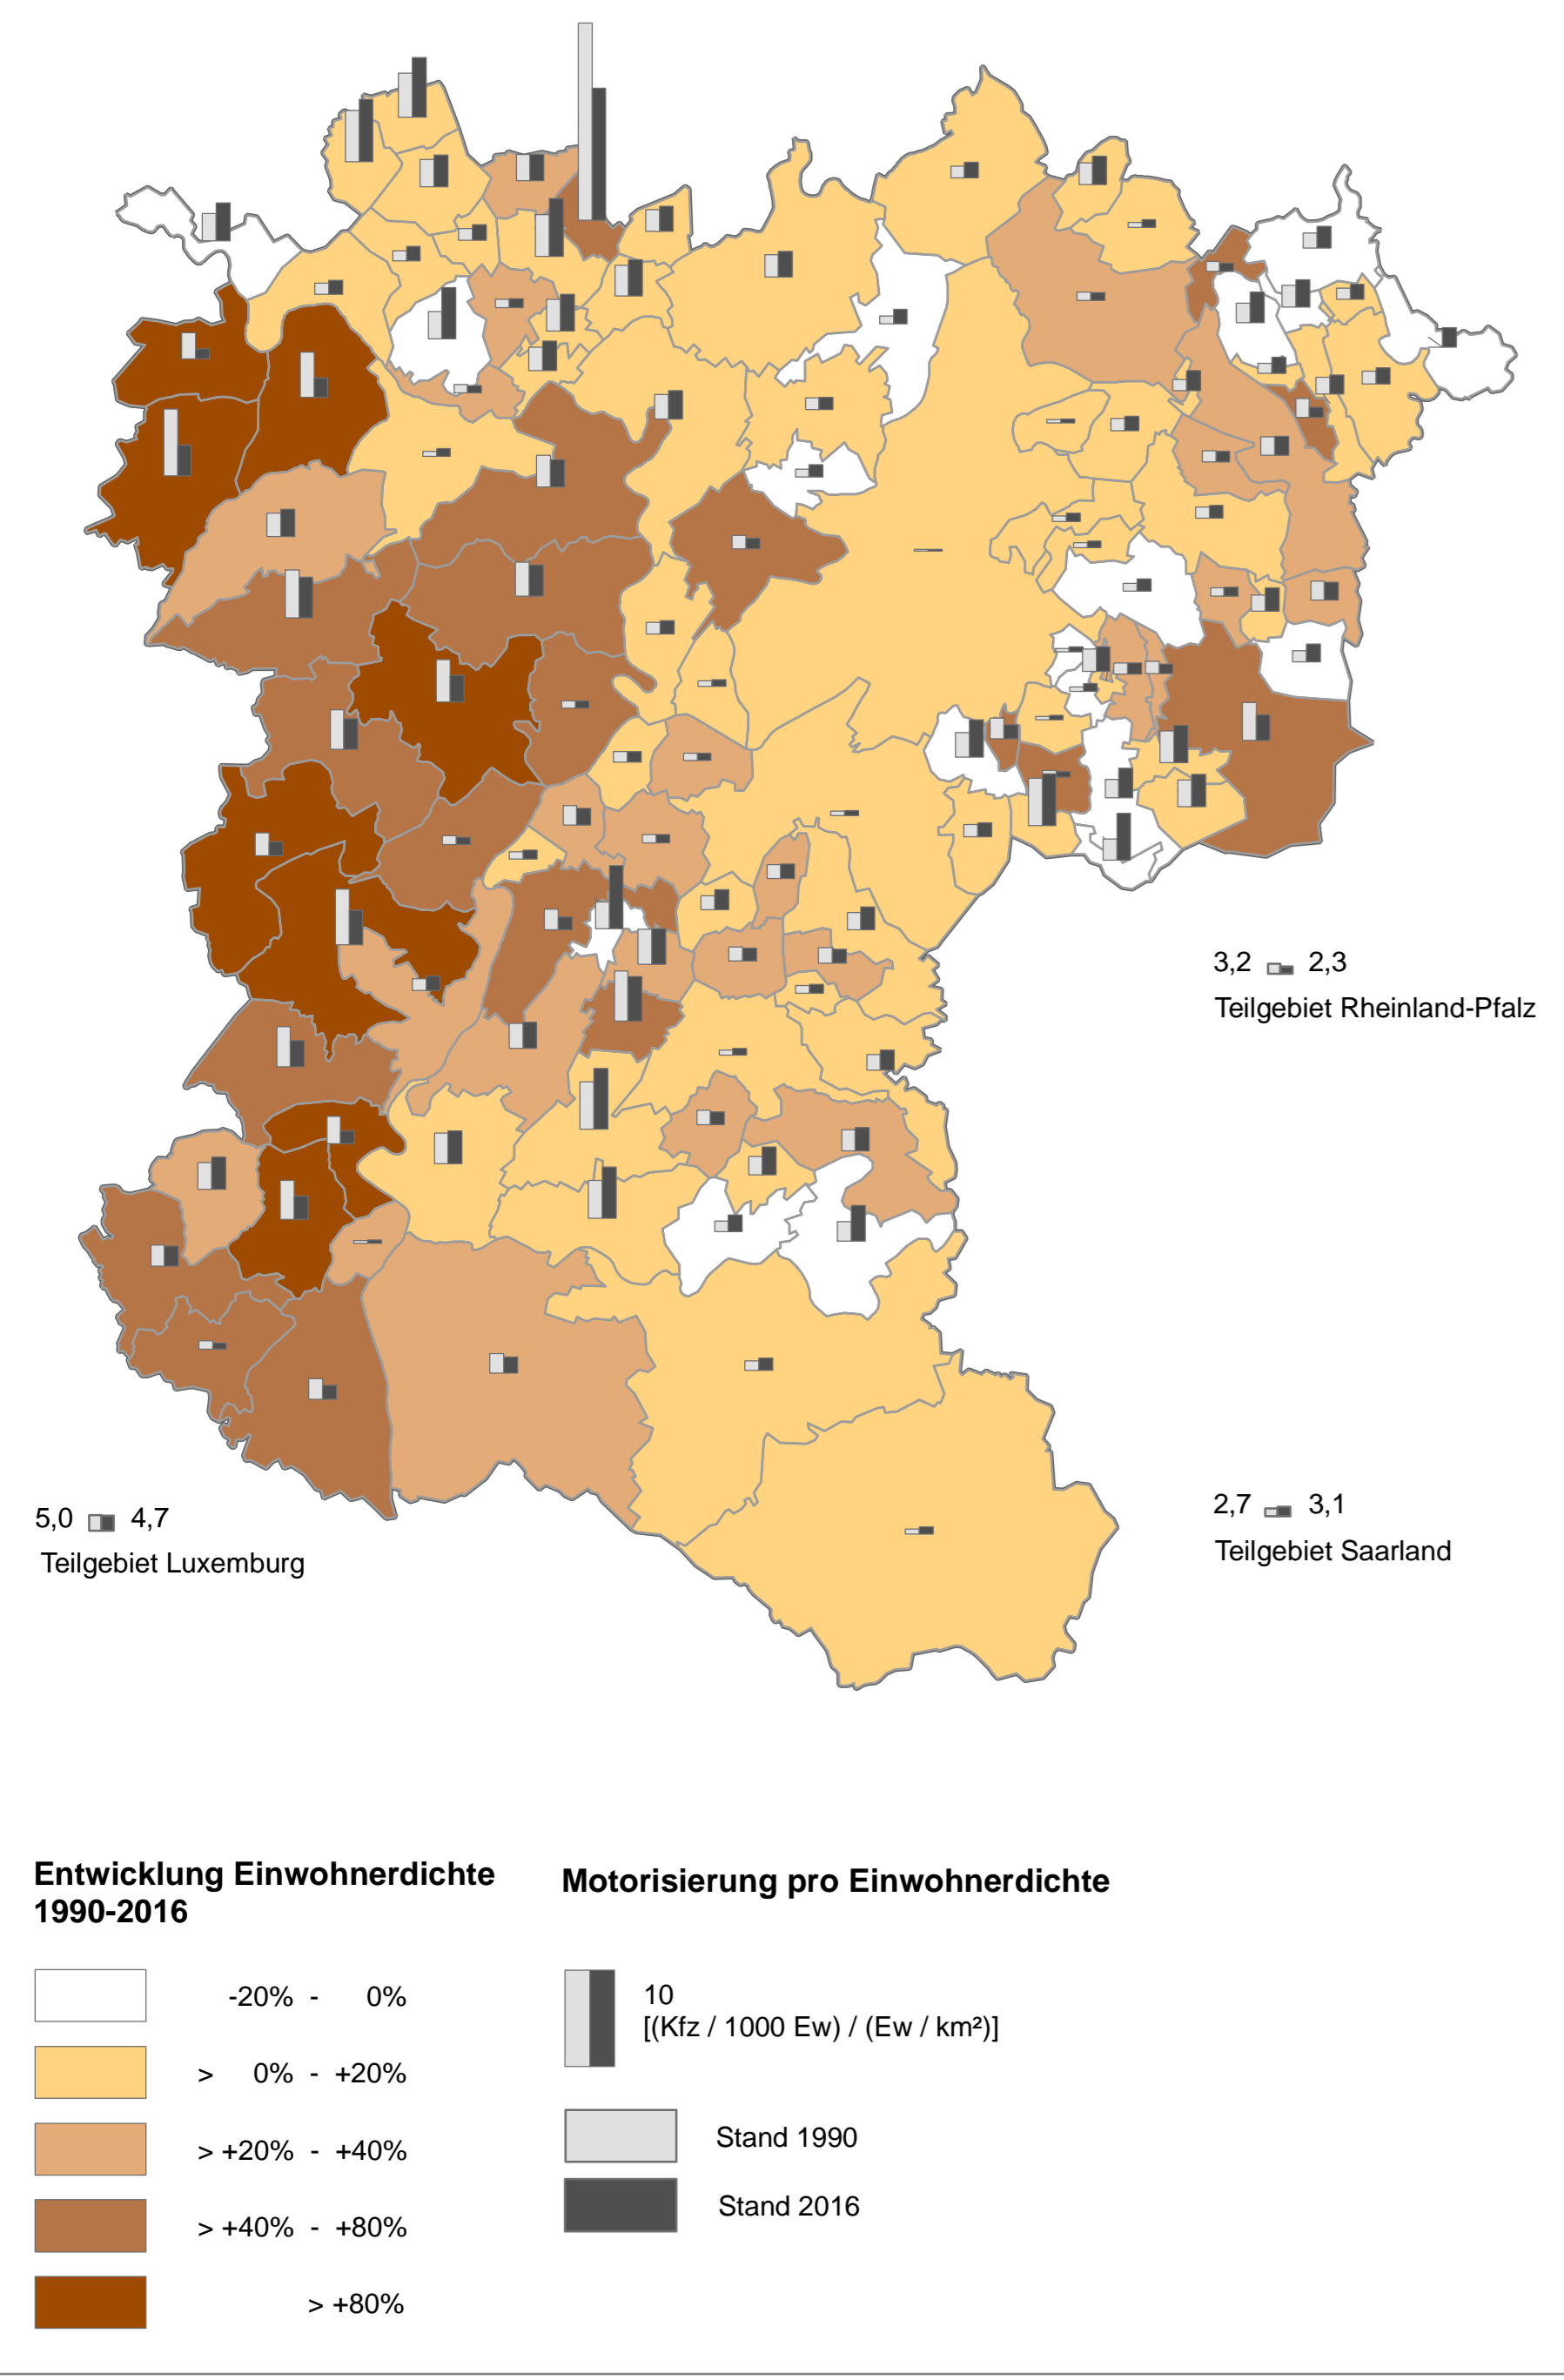 3,2 2,3
Teilgebiet Rheinland-Pfalz
5,0 4,7
Teilgebiet Luxemburg
2,7 3,1
Teilgebiet Saarland
Entwicklung Einwohnerdichte
1990-2016
-20% - 0%
> 0% - +20%
> +20% - +40%
> +40% - +80%
> +80%
Motorisierung pro Einwohnerdichte
10
[(Kfz / 1000 Ew) / (Ew / km²)]
Stand 1990
Stand 2016